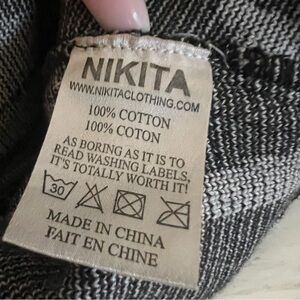 NIKITA
WWW.NIKITACLOTHING.COM
100% COTTON
100% COTON
AS BORING AS IT IS TO
READ WASHING LABELS,
IT'S TOTALLY WORTH IT!
30
MADE IN CHINA
FAIT EN CHINE